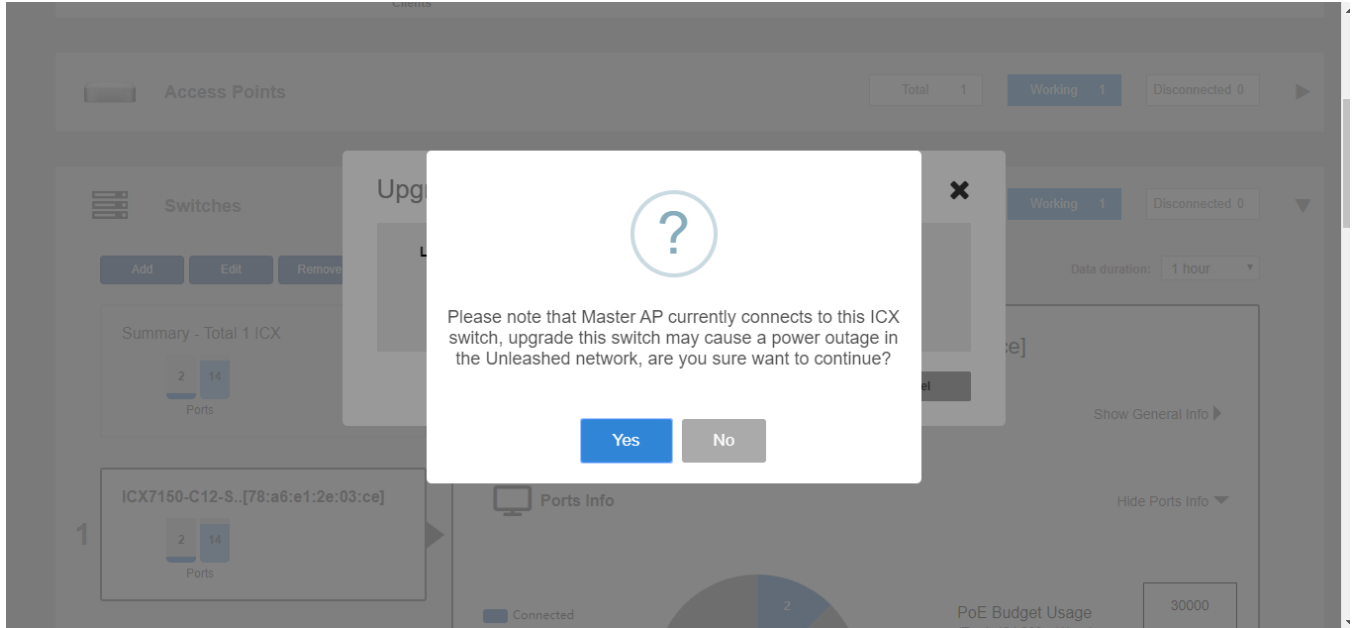 Clients
Access Points
Total 1
Working 1
Disconnected 0
Switches
Working 1
Disconnected 0
Upgr
Add
Edit
Remove
Data duration:
1 hour
?
Please note that Master AP currently connects to this ICX
switch, upgrade this switch may cause a power outage in
the Unleashed network, are you sure want to continue?
Yes
No
Summary - Total 1 ICX
2 14
Ports
Show General Info
ICX7150-C12-S..[78:a6:e1:2e:03:ce]
1
2 14
Ports
Ports Info
Hide Ports Info
Connected
2
PoE Budget Usage
30000